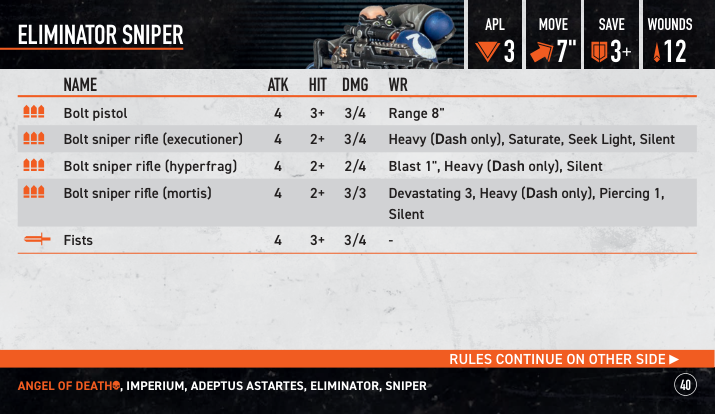 ELIMINATOR SNIPER
APL MOVE SAVE WOUNDS
3 7" 3+ 12
NAME ATK HIT DMG WR
Bolt pistol 4 3+ 3/4 Range 8"
Bolt sniper rifle (executioner) 4 2+ 3/4 Heavy (Dash only), Saturate, Seek Light, Silent
Bolt sniper rifle (hyperfrag) 4 2+ 2/4 Blast 1", Heavy (Dash only), Silent
Bolt sniper rifle (mortis) 4 2+ 3/3 Devastating 3, Heavy (Dash only), Piercing 1,
Silent
Fists 4 3+ 3/4 -
RULES CONTINUE ON OTHER SIDE ▶
ANGEL OF DEATH, IMPERIUM, ADEPTUS ASTARTES, ELIMINATOR, SNIPER
40